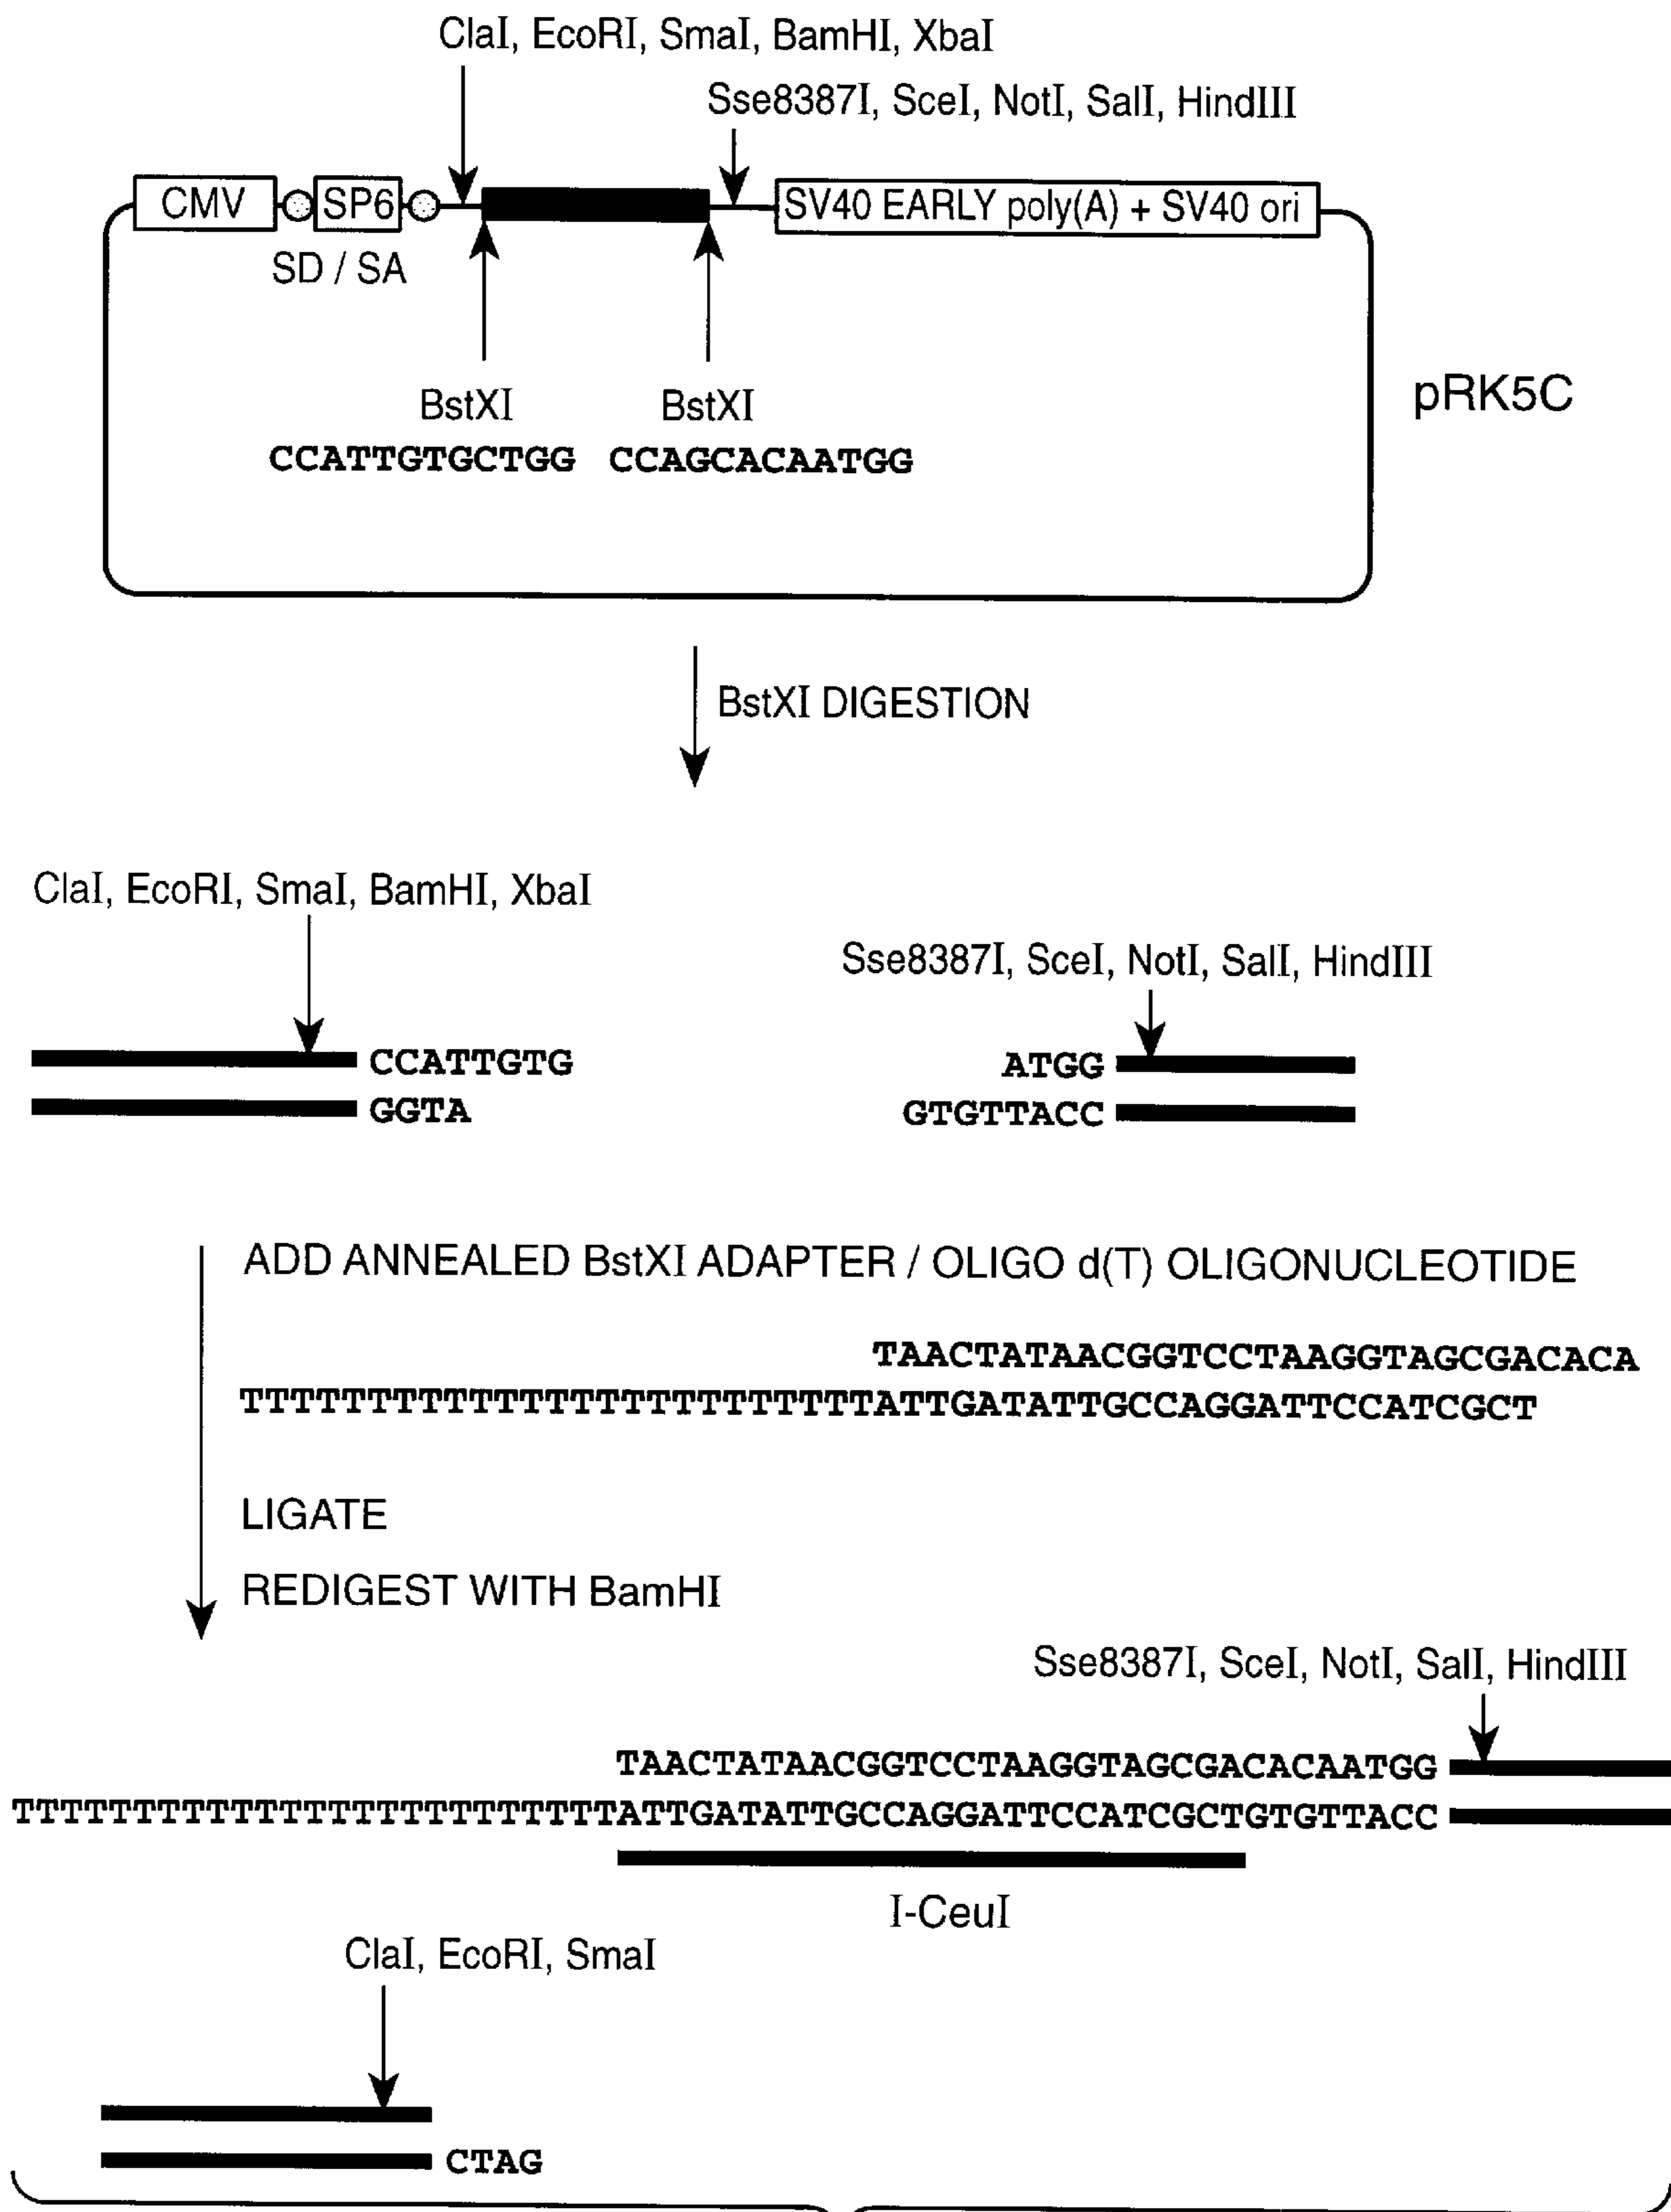 ClaI, EcoRI, SmaI, BamHI, XbaI
Sse8387I, SceI, NotI, SalI, HindIII
CMV
SP6
SV40 EARLY poly(A) + SV40 ori
SD / SA
BstXI
BstXI
pRK5C
CCATTGTGCTGG
CCAGCACAATGG
BstXI DIGESTION
ClaI, EcoRI, SmaI, BamHI, XbaI
Sse8387I, SceI, NotI, SalI, HindIII
CCATTGTG
GGTA
ATGG
GTGTTACC
ADD ANNEALED BstXI ADAPTER / OLIGO d(T) OLIGONUCLEOTIDE
TAACTATAACGGTCCTAAGGTAGCGACACA
TTTTTTTTTTTTTTTTTTTTTTTTTATTGATATTGCCAGGATTCCATCGCT
LIGATE
REDIGEST WITH BamHI
Sse8387I, SceI, NotI, SalI, HindIII
TAACTATAACGGTCCTAAGGTAGCGACACAATGG
TTTTTTTTTTTTTTTTTTTTTTTTTATTGATATTGCCAGGATTCCATCGCTGTGTTACC
I-CeuI
ClaI, EcoRI, SmaI
CTAG